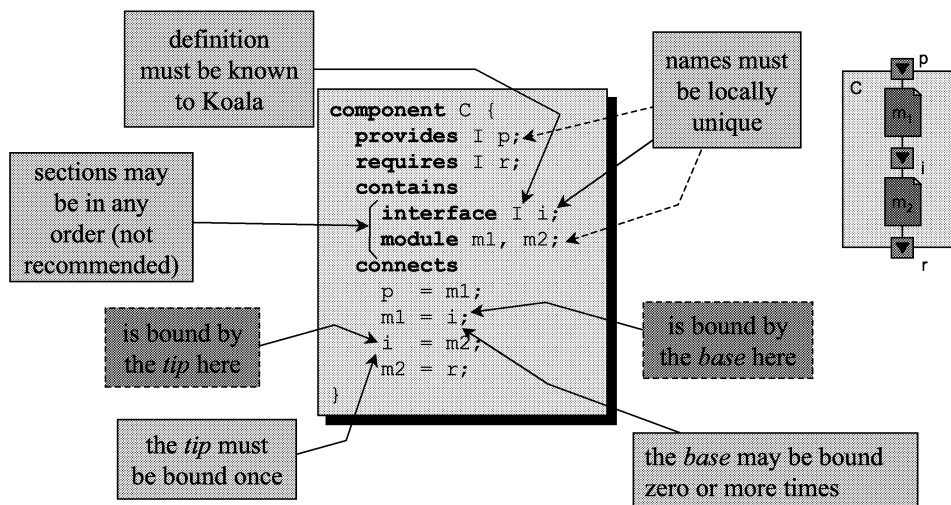 definition
must be known
to Koala
names must
be locally
unique
sections may
be in any
order (not
recommended)
component C {
provides I p;
requires I r;
contains
interface I i;
module m1, m2;
connects
p = m1;
m1 = i;
i = m2;
m2 = r;
}
is bound by
the tip here
is bound by
the base here
the tip must
be bound once
the base may be bound
zero or more times
p
C
m1
i
m2
r